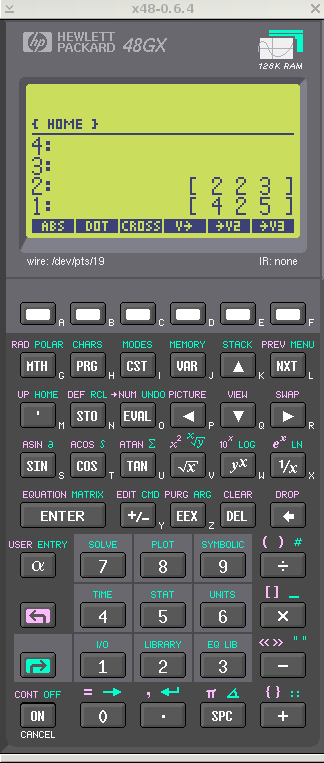 x48-0.6.4
hp HEWLETT PACKARD 48GX
128K RAM
{ HOME }
4:
3:
2: [ 2 2 3 ]
1: [ 4 2 5 ]
ABS DOT CROSS V→ →V2 →V3
wire: /dev/pts/19 IR: none
A B C D E F
RAD POLAR CHARS MODES MEMORY STACK PREV MENU
MTH G PRG H CST I VAR J ▲ K NXT L
UP HOME DEF RCL →NUM UNDO PICTURE VIEW SWAP
' M STO N EVAL O ◀ P ▼ Q ▶ R
ASIN ∂ ACOS ∫ ATAN Σ x² ˣ√y 10ˣ LOG eˣ LN
SIN S COS T TAN U √x V yˣ W 1/x X
EQUATION MATRIX EDIT CMD PURG ARG CLEAR DROP
ENTER +/− Y EEX Z DEL ←
USER ENTRY SOLVE PLOT SYMBOLIC ( ) #
α 7 8 9 ÷
TIME STAT UNITS [ ] _
↰ 4 5 6 ×
I/O LIBRARY EQ LIB « » " "
↱ 1 2 3 −
CONT OFF = → , ↵ π ∡ { } ::
ON 0 . SPC +
CANCEL